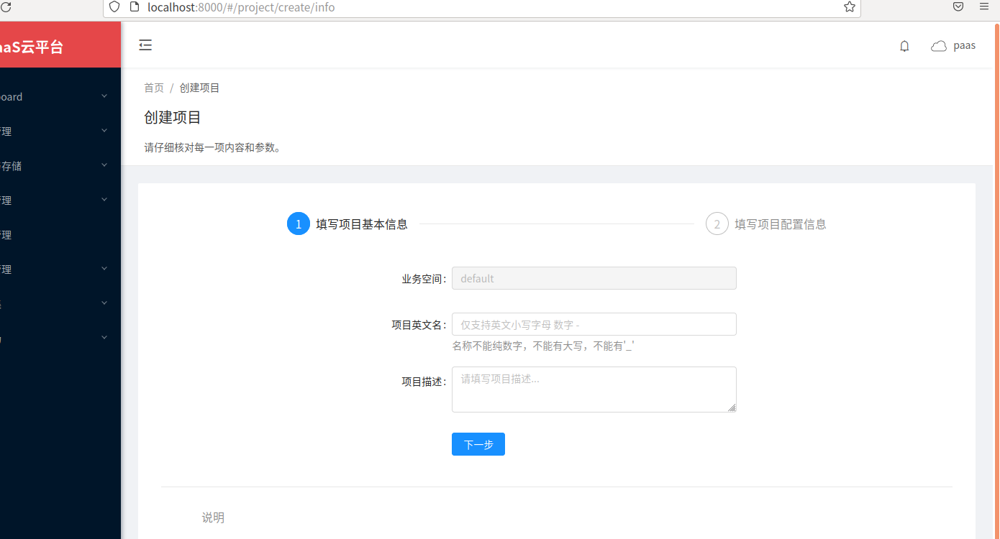 localhost:8000/#/project/create/info
aaS云平台
paas
首页 / 创建项目
创建项目
请仔细核对每一项内容和参数。
oard
管理
存储
管理
管理
管理
1 填写项目基本信息
2 填写项目配置信息
业务空间: default
项目英文名: 仅支持英文小写字母 数字 -
名称不能纯数字，不能有大写，不能有'_'
项目描述: 请填写项目描述...
下一步
说明